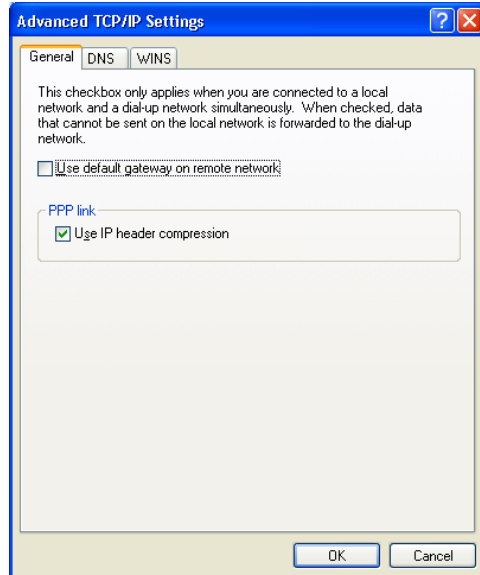 Advanced TCP/IP Settings
General DNS WINS
This checkbox only applies when you are connected to a local
network and a dial-up network simultaneously. When checked, data
that cannot be sent on the local network is forwarded to the dial-up
network.
Use default gateway on remote network
PPP link
Use IP header compression
OK Cancel